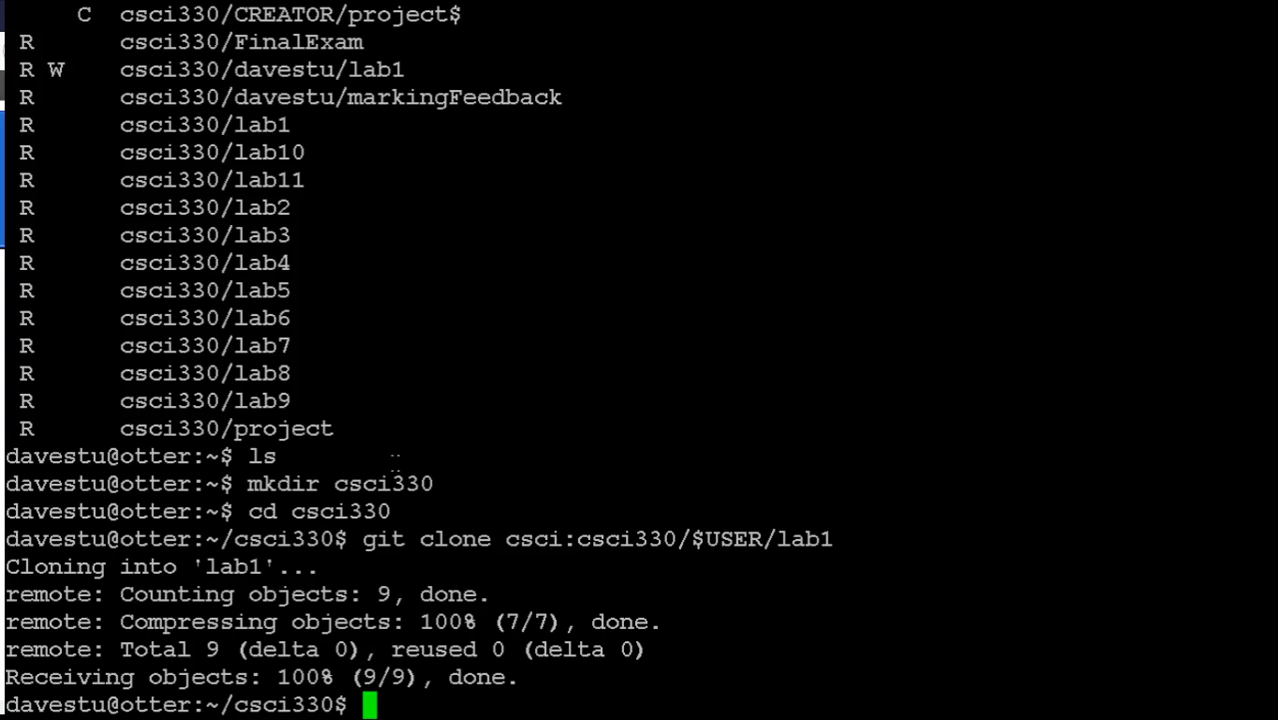 C csci330/CREATOR/project$
R csci330/FinalExam
R W csci330/davestu/lab1
R csci330/davestu/markingFeedback
R csci330/lab1
R csci330/lab10
R csci330/lab11
R csci330/lab2
R csci330/lab3
R csci330/lab4
R csci330/lab5
R csci330/lab6
R csci330/lab7
R csci330/lab8
R csci330/lab9
R csci330/project
davestu@otter:~$ ls
davestu@otter:~$ mkdir csci330
davestu@otter:~$ cd csci330
davestu@otter:~/csci330$ git clone csci:csci330/$USER/lab1
Cloning into 'lab1'...
remote: Counting objects: 9, done.
remote: Compressing objects: 100% (7/7), done.
remote: Total 9 (delta 0), reused 0 (delta 0)
Receiving objects: 100% (9/9), done.
davestu@otter:~/csci330$